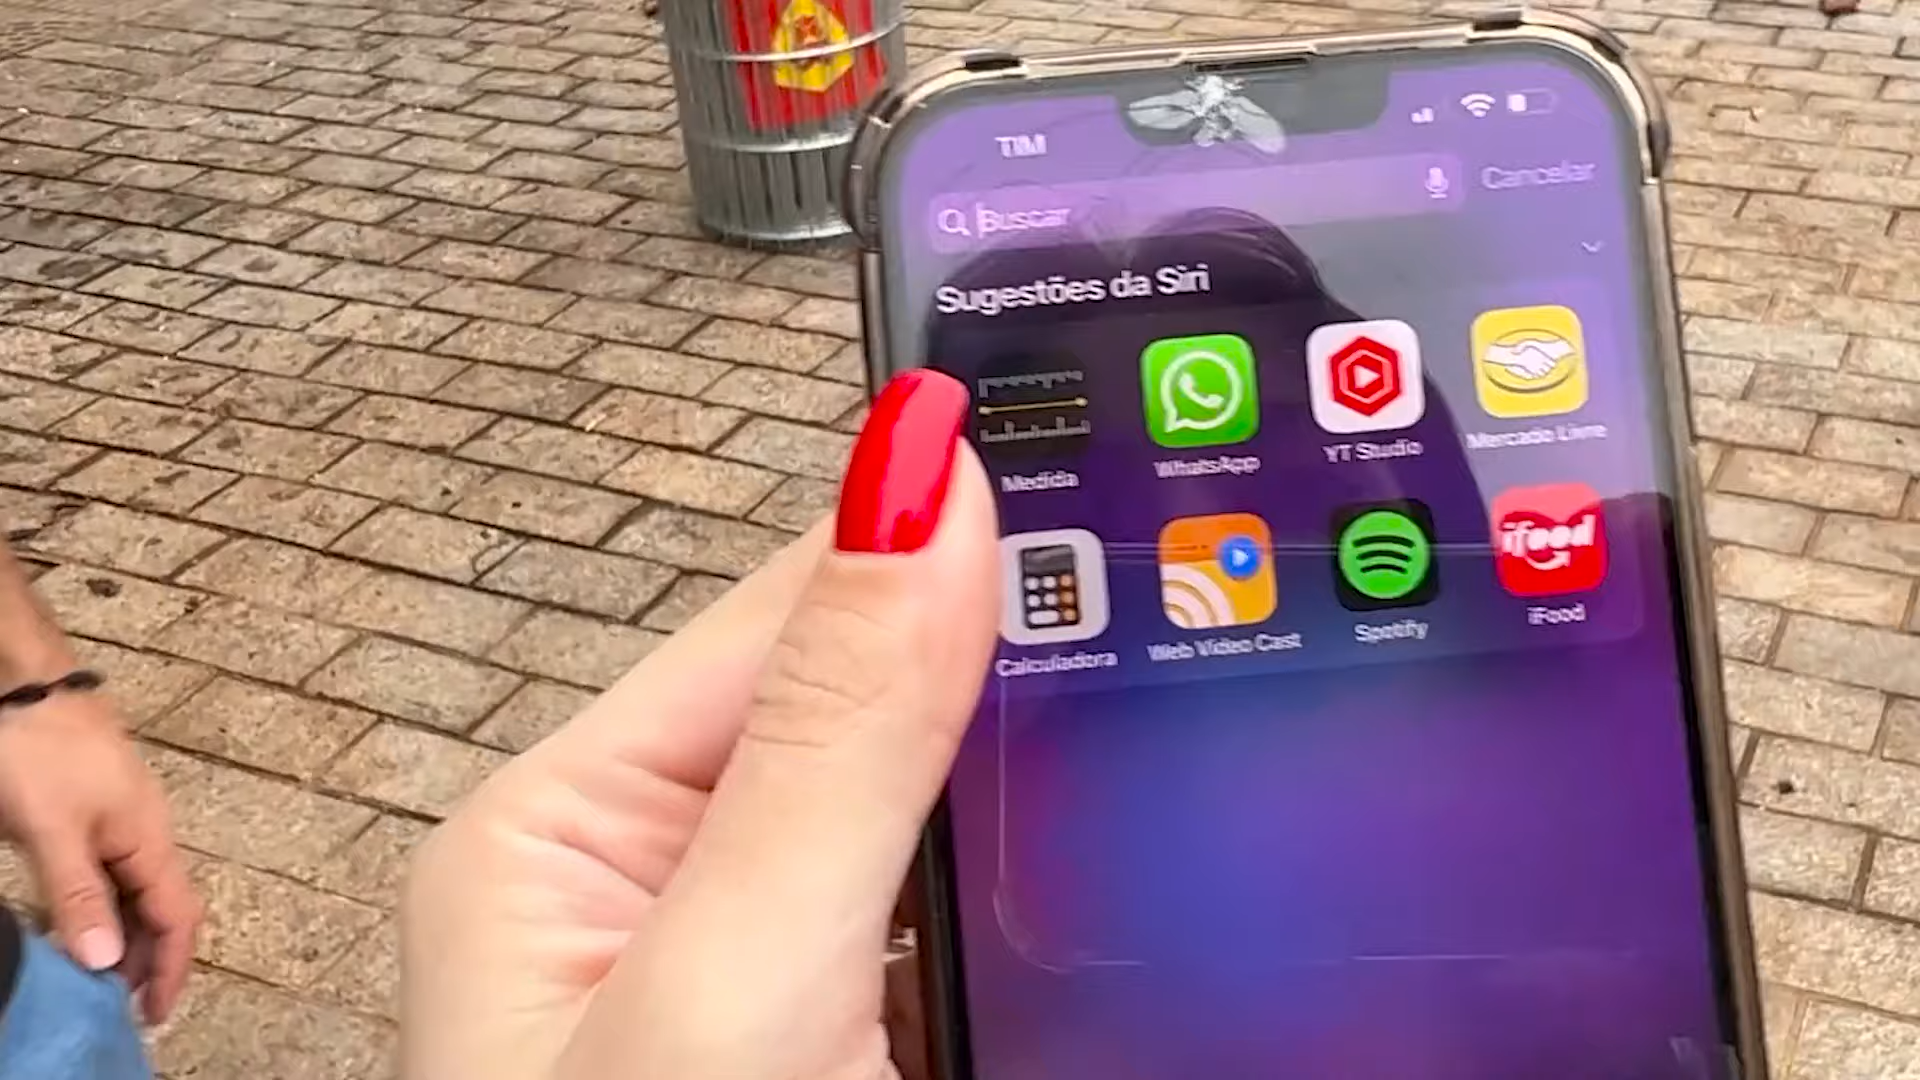 TIM
Buscar
Cancelar
Sugestões da Siri
Medida
WhatsApp
YT Studio
Mercado Livre
ifood
Calculadora
Web Video Cast
Spotify
iFood